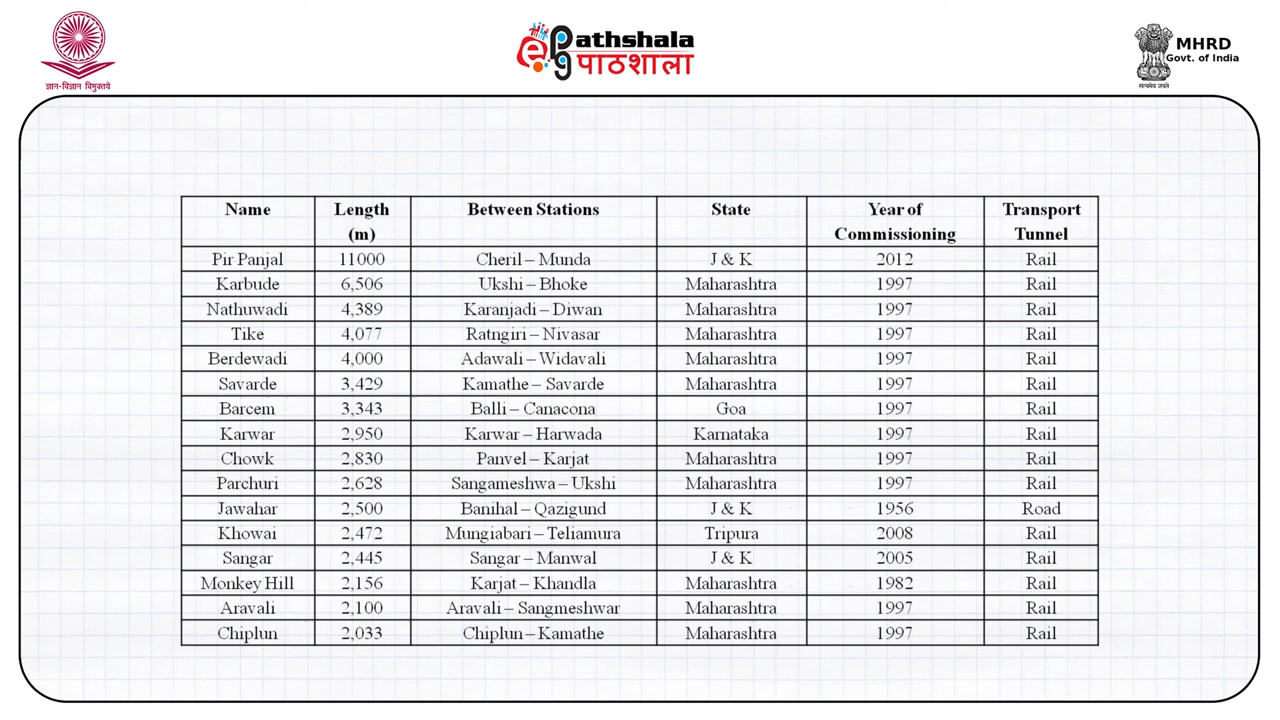 ज्ञान-विज्ञान विमुक्तये
epg Pathshala
पाठशाला
MHRD
Govt. of India
सत्यमेव जयते
Name Length (m) Between Stations State Year of Commissioning Transport Tunnel
Pir Panjal 11000 Cheril – Munda J & K 2012 Rail
Karbude 6,506 Ukshi – Bhoke Maharashtra 1997 Rail
Nathuwadi 4,389 Karanjadi – Diwan Maharashtra 1997 Rail
Tike 4,077 Ratngiri – Nivasar Maharashtra 1997 Rail
Berdewadi 4,000 Adawali – Widavali Maharashtra 1997 Rail
Savarde 3,429 Kamathe – Savarde Maharashtra 1997 Rail
Barcem 3,343 Balli – Canacona Goa 1997 Rail
Karwar 2,950 Karwar – Harwada Karnataka 1997 Rail
Chowk 2,830 Panvel – Karjat Maharashtra 1997 Rail
Parchuri 2,628 Sangameshwa – Ukshi Maharashtra 1997 Rail
Jawahar 2,500 Banihal – Qazigund J & K 1956 Road
Khowai 2,472 Mungiabari – Teliamura Tripura 2008 Rail
Sangar 2,445 Sangar – Manwal J & K 2005 Rail
Monkey Hill 2,156 Karjat – Khandla Maharashtra 1982 Rail
Aravali 2,100 Aravali – Sangmeshwar Maharashtra 1997 Rail
Chiplun 2,033 Chiplun – Kamathe Maharashtra 1997 Rail